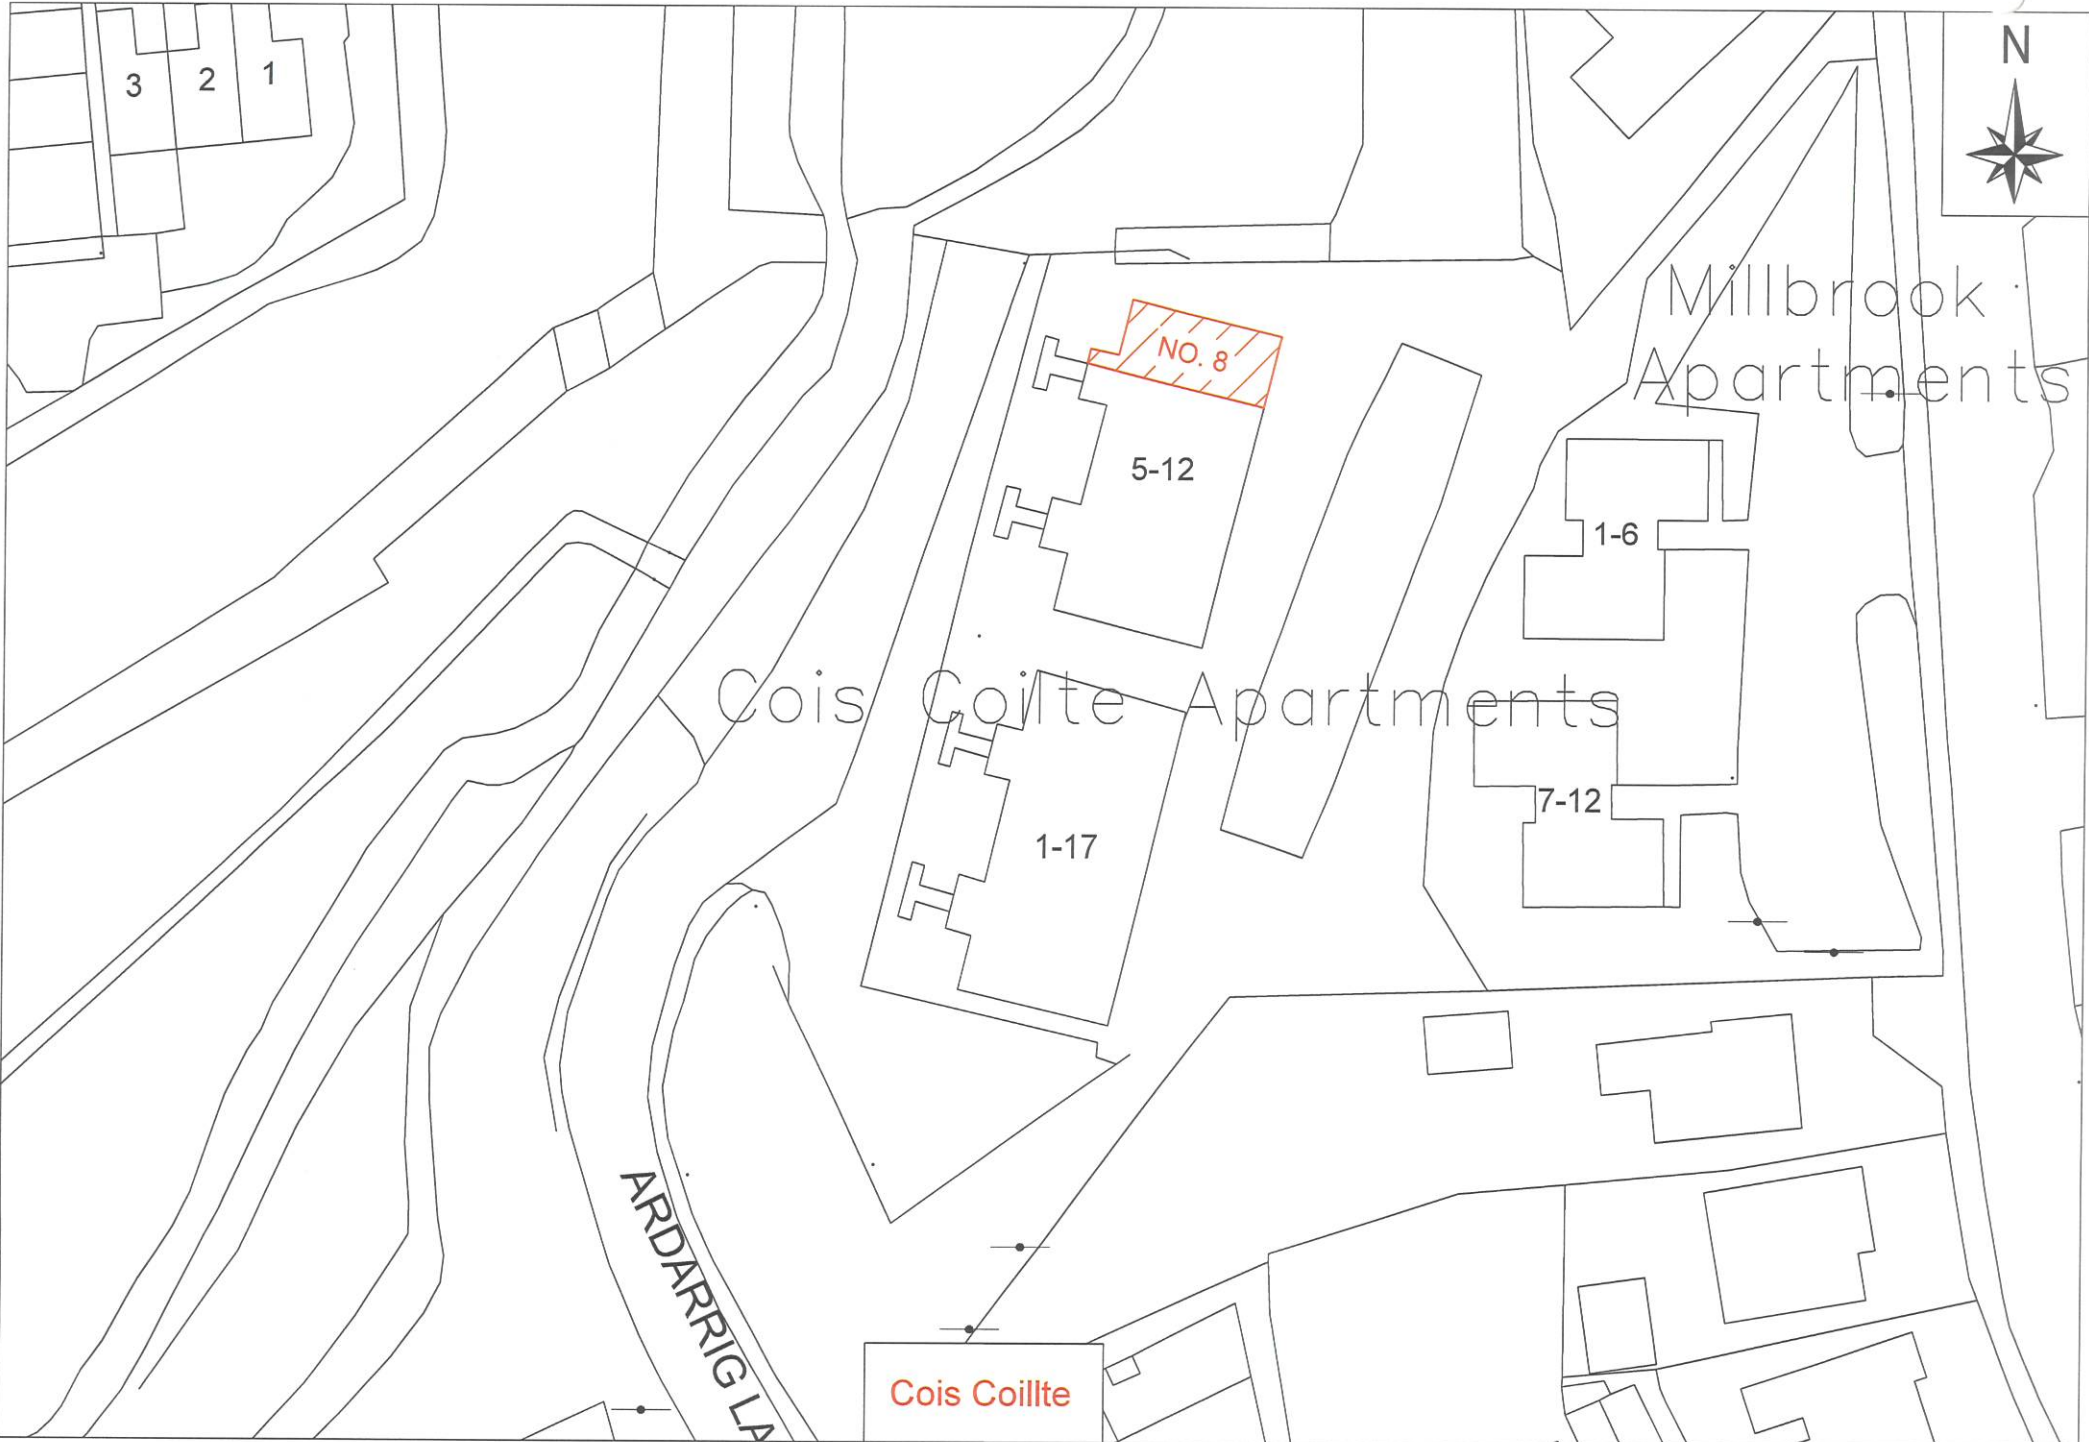 N
3 2 1
Millbrook
Apartments
NO. 8
5-12
1-6
Cois Coilte Apartments
7-12
1-17
ARDARRIG LA
Cois Coillte